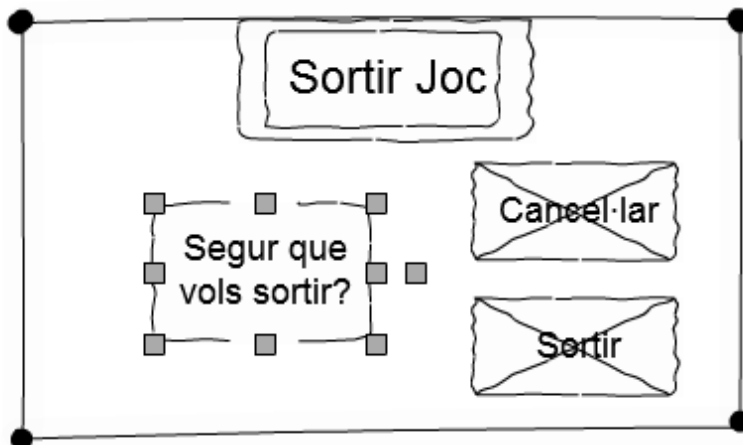 Sortir Joc
Segur que
vols sortir?
Cancel·lar
Sortir